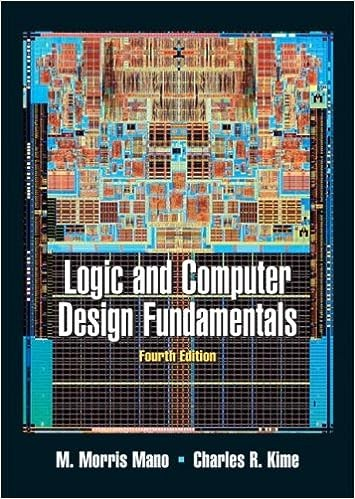 Logic and Computer
Design Fundamentals
Fourth Edition
M. Morris Mano ▪ Charles R. Kime